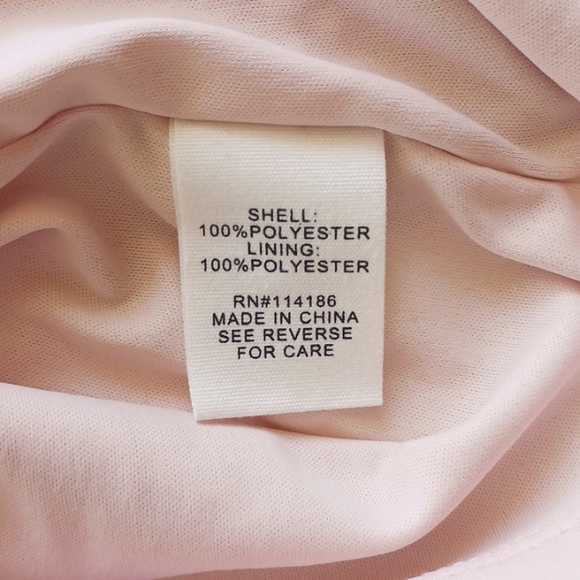 SHELL:
100%POLYESTER
LINING:
100%POLYESTER
RN#114186
MADE IN CHINA
SEE REVERSE
FOR CARE